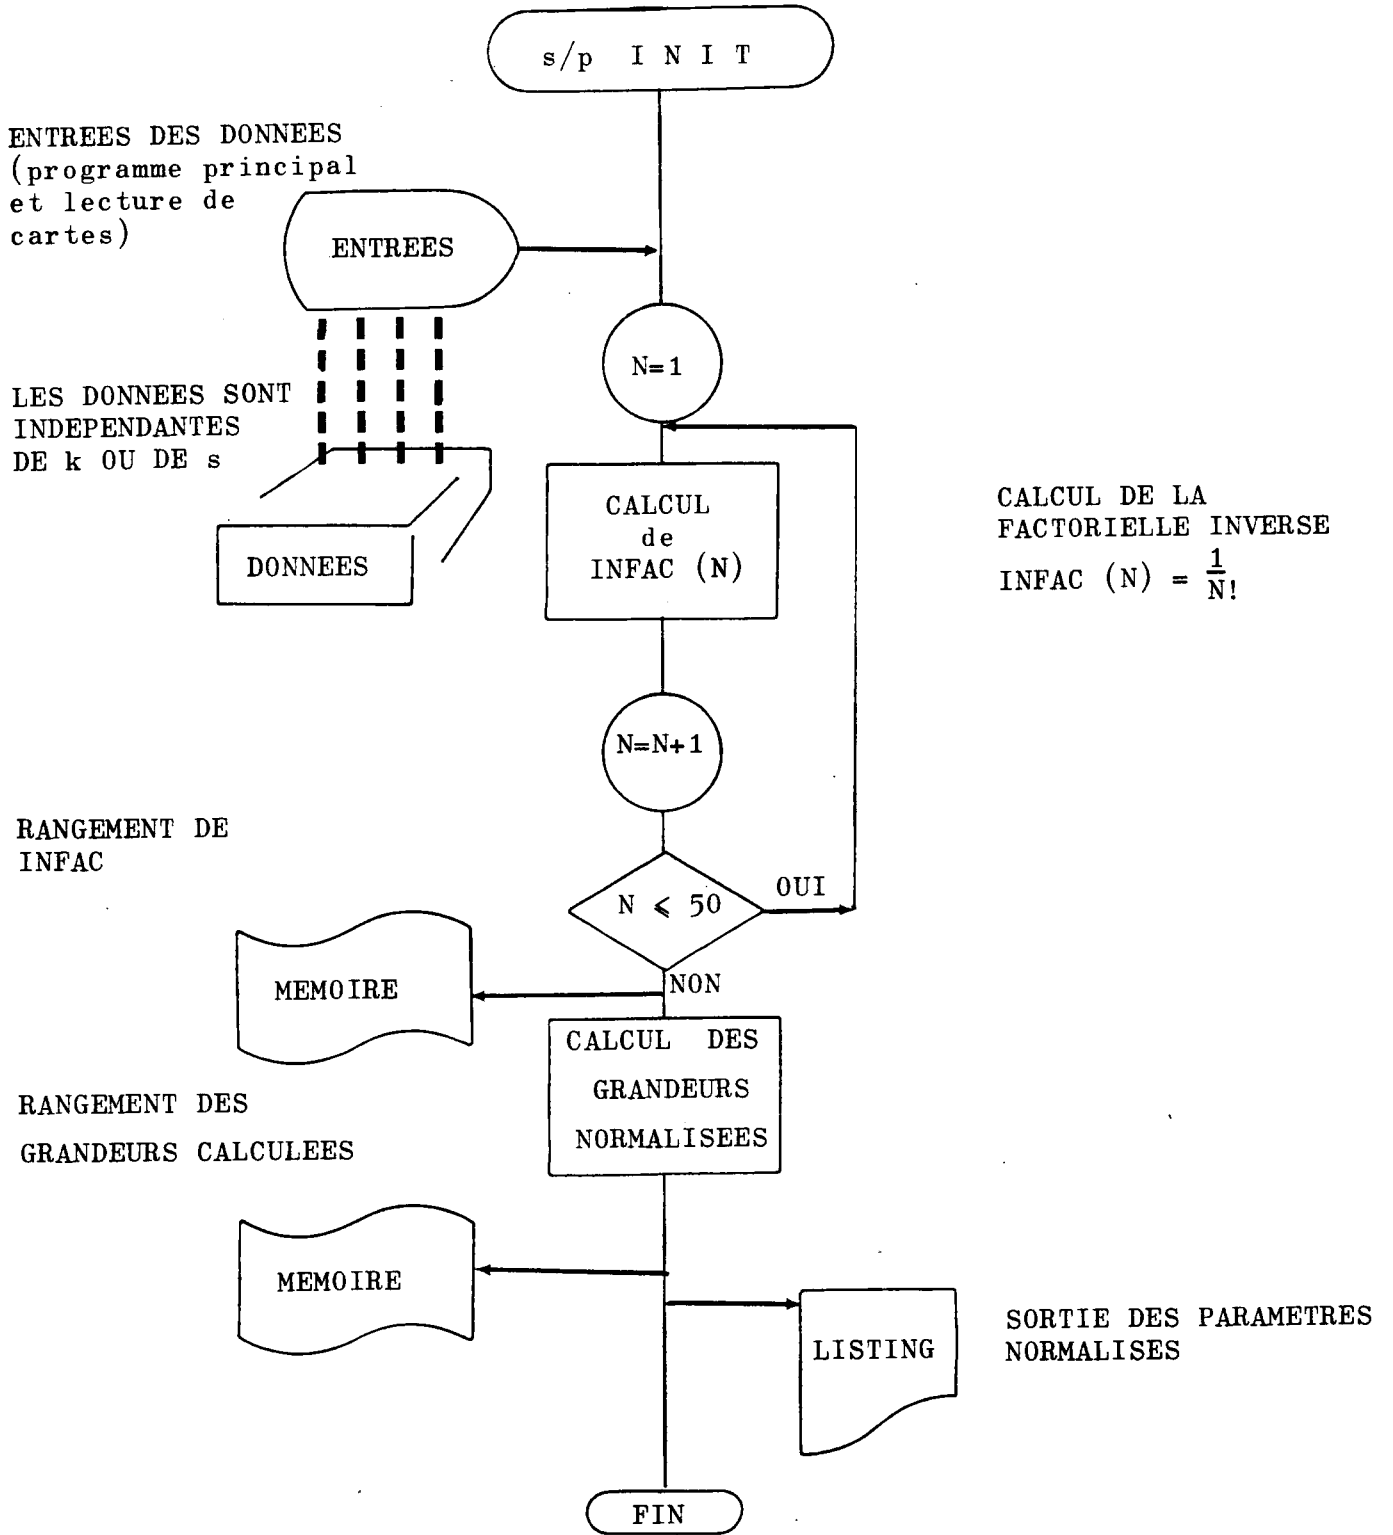 s/p I N I T
ENTREES DES DONNEES
(programme principal
et lecture de
cartes)
ENTREES
N=1
LES DONNEES SONT
INDEPENDANTES
DE k OU DE s
DONNEES
CALCUL
de
INFAC (N)
CALCUL DE LA
FACTORIELLE INVERSE
INFAC (N) = 1/N!
N=N+1
RANGEMENT DE
INFAC
N ⩽ 50
OUI
NON
MEMOIRE
CALCUL DES
GRANDEURS
NORMALISEES
RANGEMENT DES
GRANDEURS CALCULEES
MEMOIRE
LISTING
SORTIE DES PARAMETRES
NORMALISES
FIN